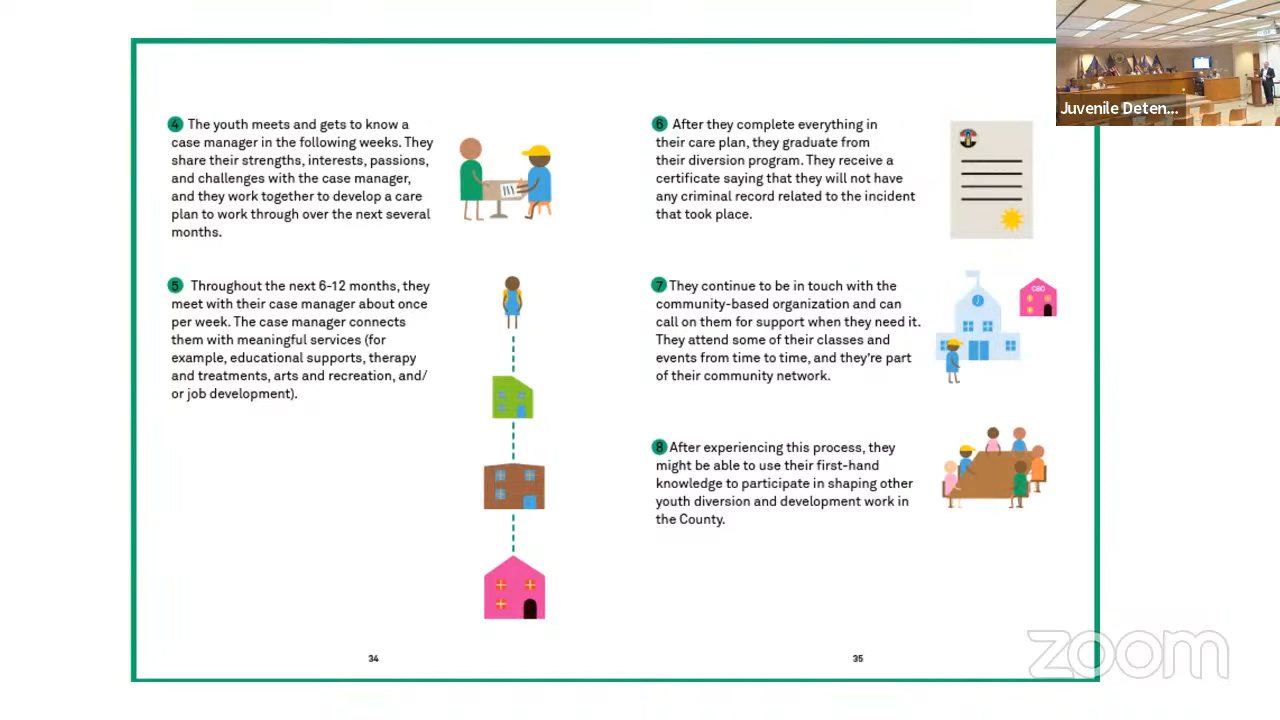 4 The youth meets and gets to know a
case manager in the following weeks. They
share their strengths, interests, passions,
and challenges with the case manager,
and they work together to develop a care
plan to work through over the next several
months.
5 Throughout the next 6-12 months, they
meet with their case manager about once
per week. The case manager connects
them with meaningful services (for
example, educational supports, therapy
and treatments, arts and recreation, and/
or job development).
34
6 After they complete everything in
their care plan, they graduate from
their diversion program. They receive a
certificate saying that they will not have
any criminal record related to the incident
that took place.
7 They continue to be in touch with the
community-based organization and can
call on them for support when they need it.
They attend some of their classes and
events from time to time, and they're part
of their community network.
CBO
8 After experiencing this process, they
might be able to use their first-hand
knowledge to participate in shaping other
youth diversion and development work in
the County.
35
Juvenile Deten...
zoom